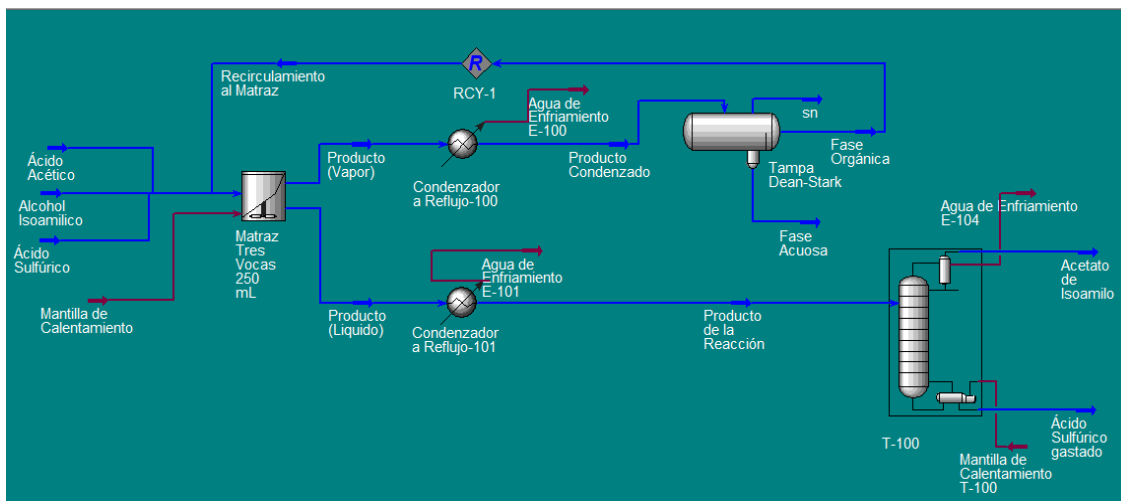 Recirculamiento
al Matraz
R
RCY-1
Agua de
Enfriamiento
E-100
sn
Fase
Orgánica
Tampa
Dean-Stark
Ácido
Acético
Alcohol
Isoamilico
Ácido
Sulfúrico
Matraz
Tres
Vocas
250
mL
Mantilla de
Calentamiento
Producto
(Vapor)
Condenzador
a Reflujo-100
Producto
Condenzado
Fase
Acuosa
Agua de
Enfriamiento
E-101
Producto
(Liquido)
Condenzador
a Reflujo-101
Producto
de la
Reacción
Agua de Enfriamiento
E-104
Acetato
de
Isoamilo
T-100
Mantilla de
Calentamiento
T-100
Ácido
Sulfúrico
gastado